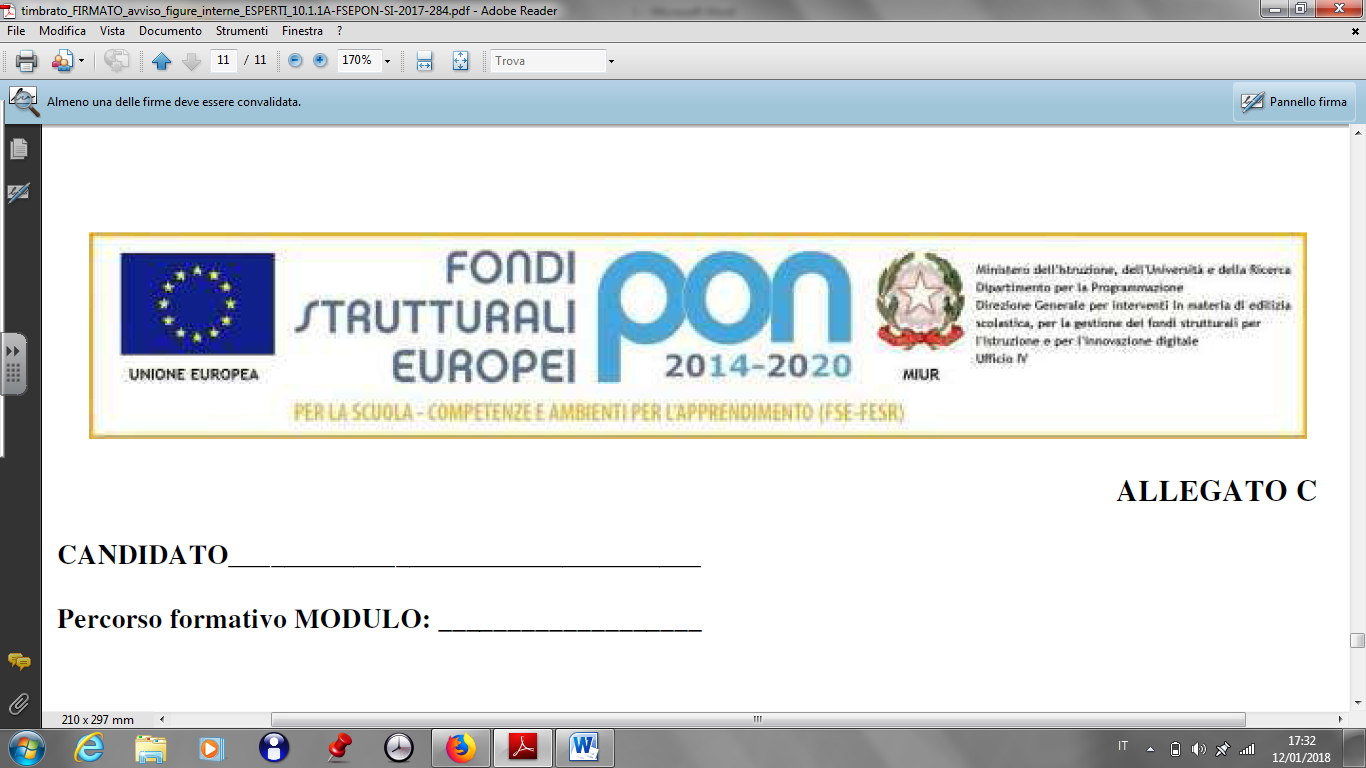 timbrato_FIRMATO_avviso_figure_interne_ESPERTI_10.1.1A-FSEPON-SI-2017-284.pdf - Adobe Reader
File Modifica Vista Documento Strumenti Finestra ?
11 / 11 170% Trova
Almeno una delle firme deve essere convalidata. Pannello firma
FONDI
STRUTTURALI
EUROPEI
pon
2014-2020
UNIONE EUROPEA
MIUR
Ministero dell'Istruzione, dell'Università e della Ricerca
Dipartimento per la Programmazione
Direzione Generale per interventi in materia di edilizia
scolastica, per la gestione dei fondi strutturali per
l'istruzione e per l'innovazione digitale
Ufficio IV
PER LA SCUOLA - COMPETENZE E AMBIENTI PER L'APPRENDIMENTO (FSE-FESR)
ALLEGATO C
CANDIDATO__________________________________
Percorso formativo MODULO: ___________________
210 x 297 mm
IT 17:32
12/01/2018